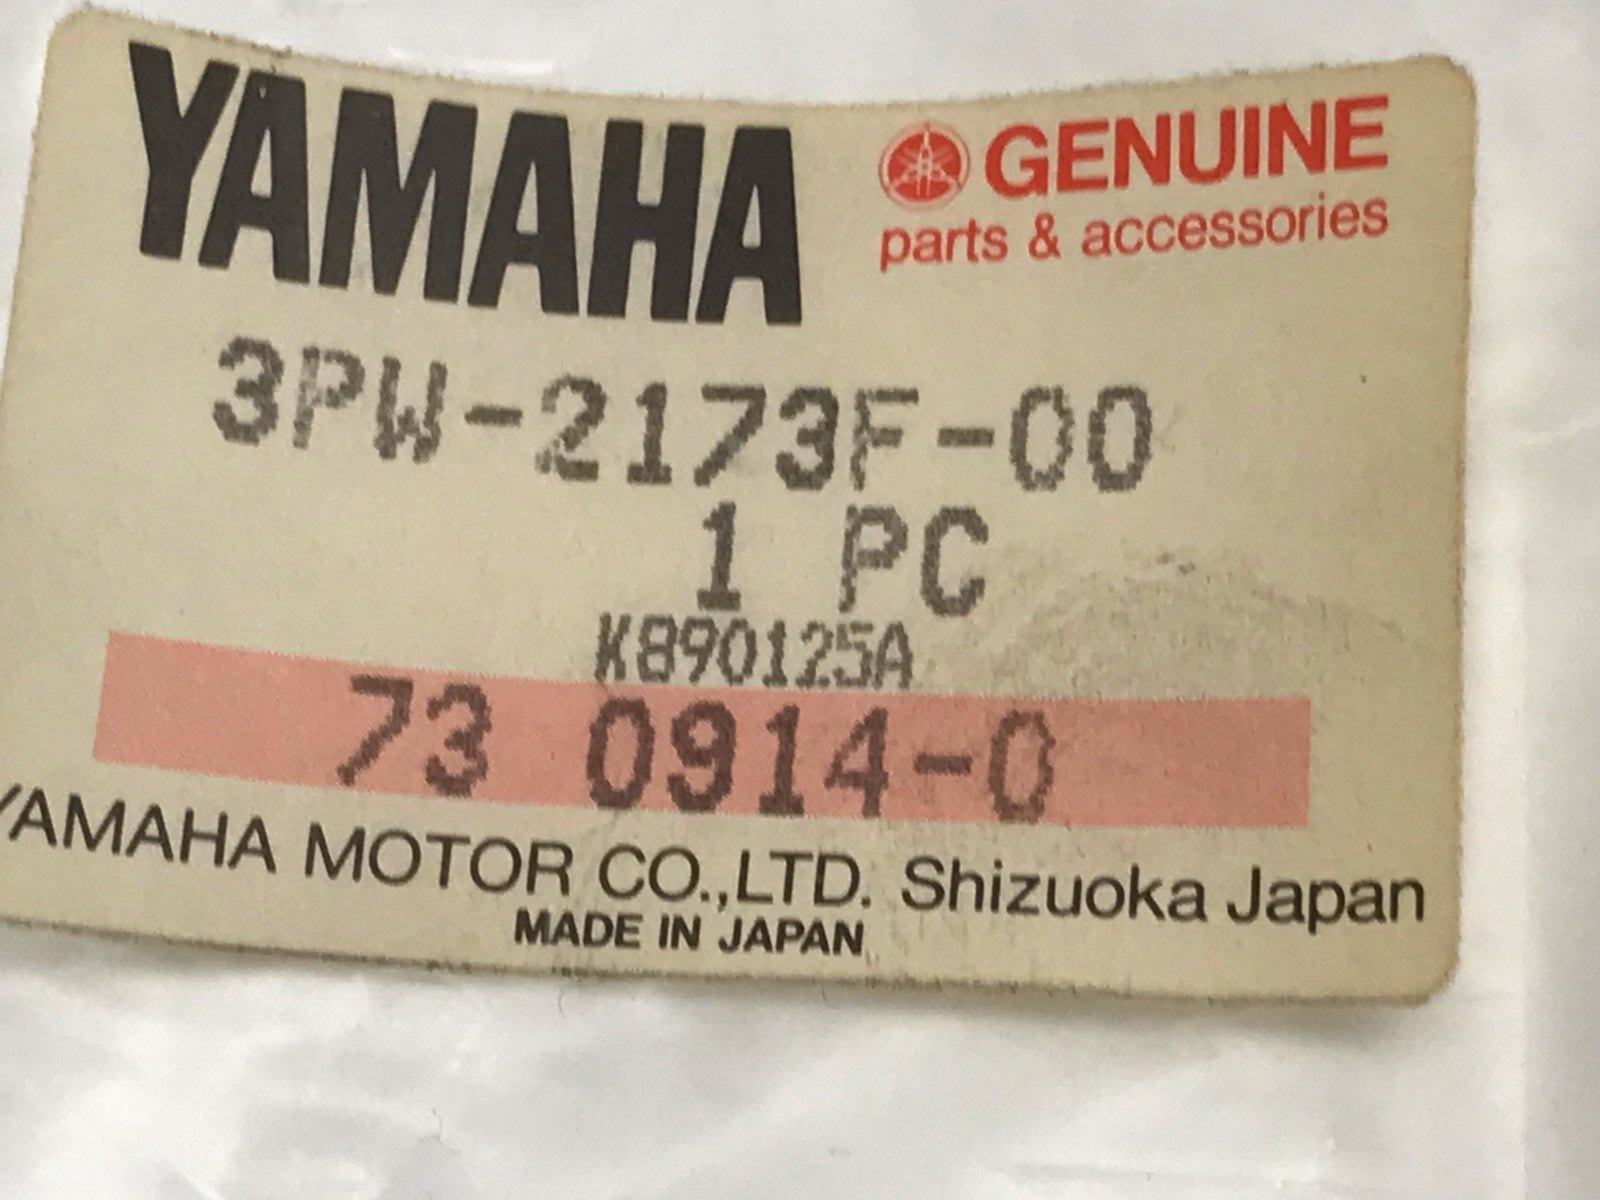 YAMAHA
GENUINE
parts & accessories
3PW-2173F-00
1 PC
K890125A
73 0914-0
YAMAHA MOTOR CO.,LTD. Shizuoka Japan
MADE IN JAPAN